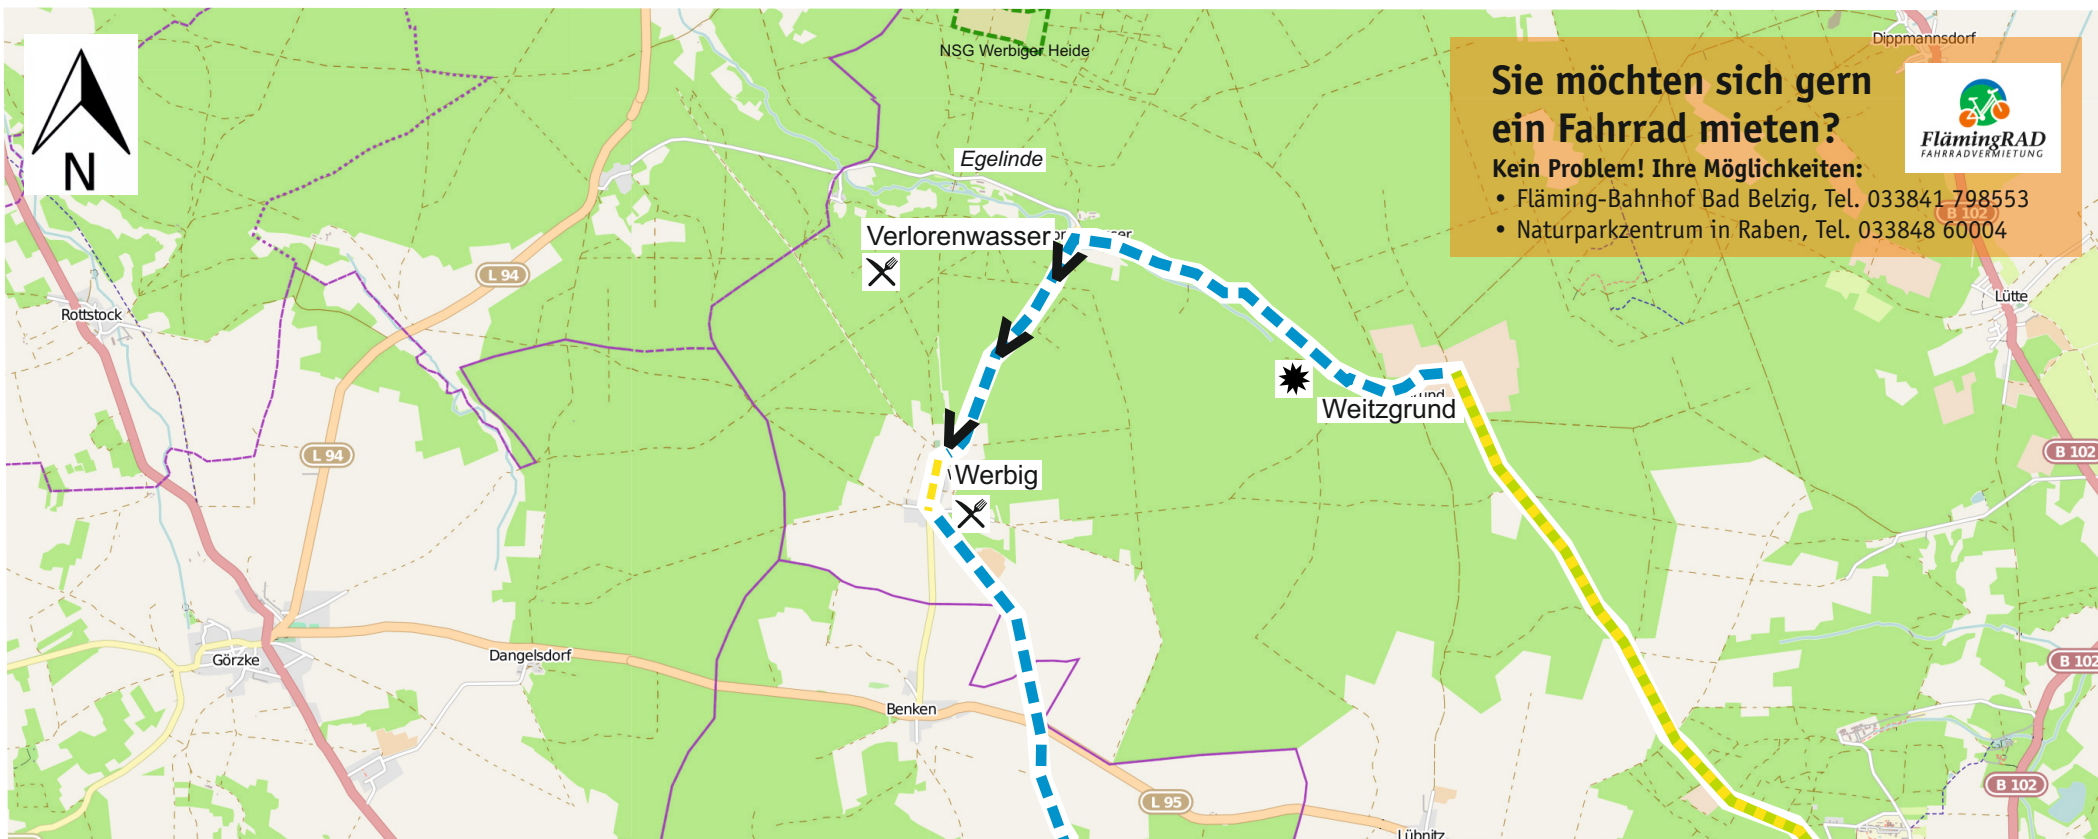 N
NSG Werbiger Heide
Dippmannsdorf
Sie möchten sich gern
ein Fahrrad mieten?
Kein Problem! Ihre Möglichkeiten:
• Fläming-Bahnhof Bad Belzig, Tel. 033841 798553
• Naturparkzentrum in Raben, Tel. 033848 60004
FlämingRAD
FAHRRADVERMIETUNG
B 102
Egelinde
Verlorenwasser
L 94
Rottstock
Lütte
Weitzgrund
L 94
B 102
Werbig
Görzke
Dangelsdorf
B 102
Benken
B 102
L 95
Lübnitz